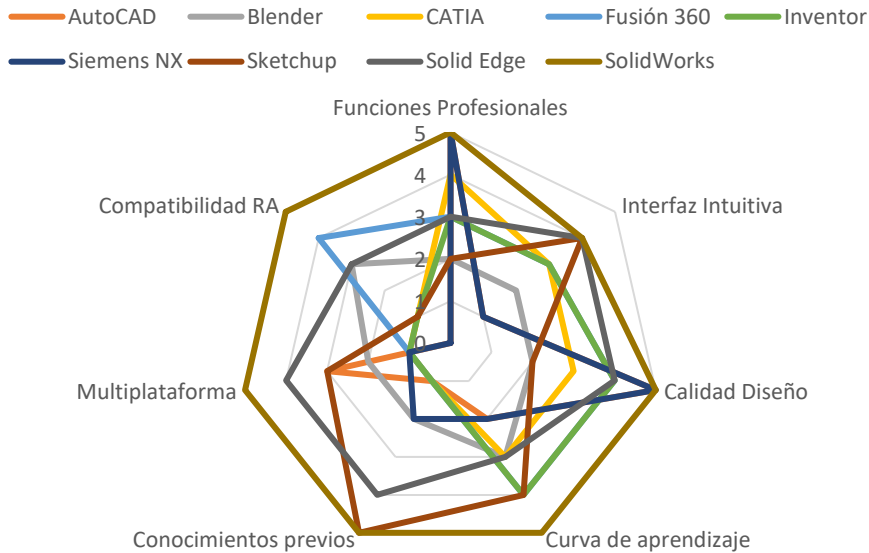 AutoCAD Blender CATIA Fusión 360 Inventor
Siemens NX Sketchup Solid Edge SolidWorks
Funciones Profesionales
5
Compatibilidad RA
4
Interfaz Intuitiva
3
2
1
0
Multiplataforma
Calidad Diseño
Conocimientos previos
Curva de aprendizaje